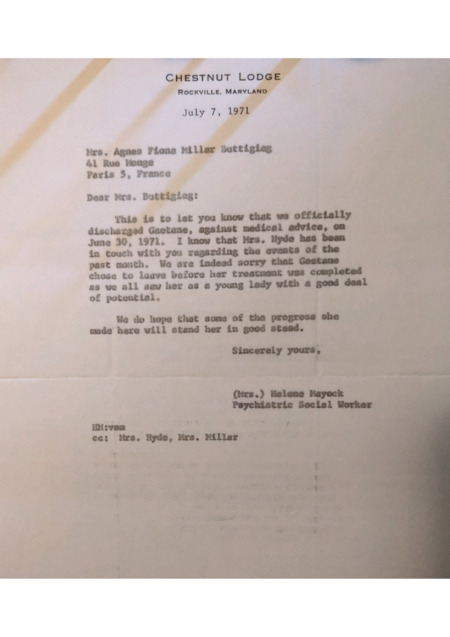 CHESTNUT LODGE
ROCKVILLE, MARYLAND
July 7, 1971
Mrs. Agnes Fiona Miller Buttigieg
41 Rue Monge
Paris 5, France
Dear Mrs. Buttigieg:
This is to let you know that we officially
discharged Gaetane, against medical advice, on
June 30, 1971. I know that Mrs. Hyde has been
in touch with you regarding the events of the
past month. We are indeed sorry that Gaetane
chose to leave before her treatment was completed
as we all saw her as a young lady with a good deal
of potential.
We do hope that some of the progress she
made here will stand her in good stead.
Sincerely yours,
(Mrs.) Helene Mayock
Psychiatric Social Worker
HM:vem
cc: Mrs. Hyde, Mrs. Miller